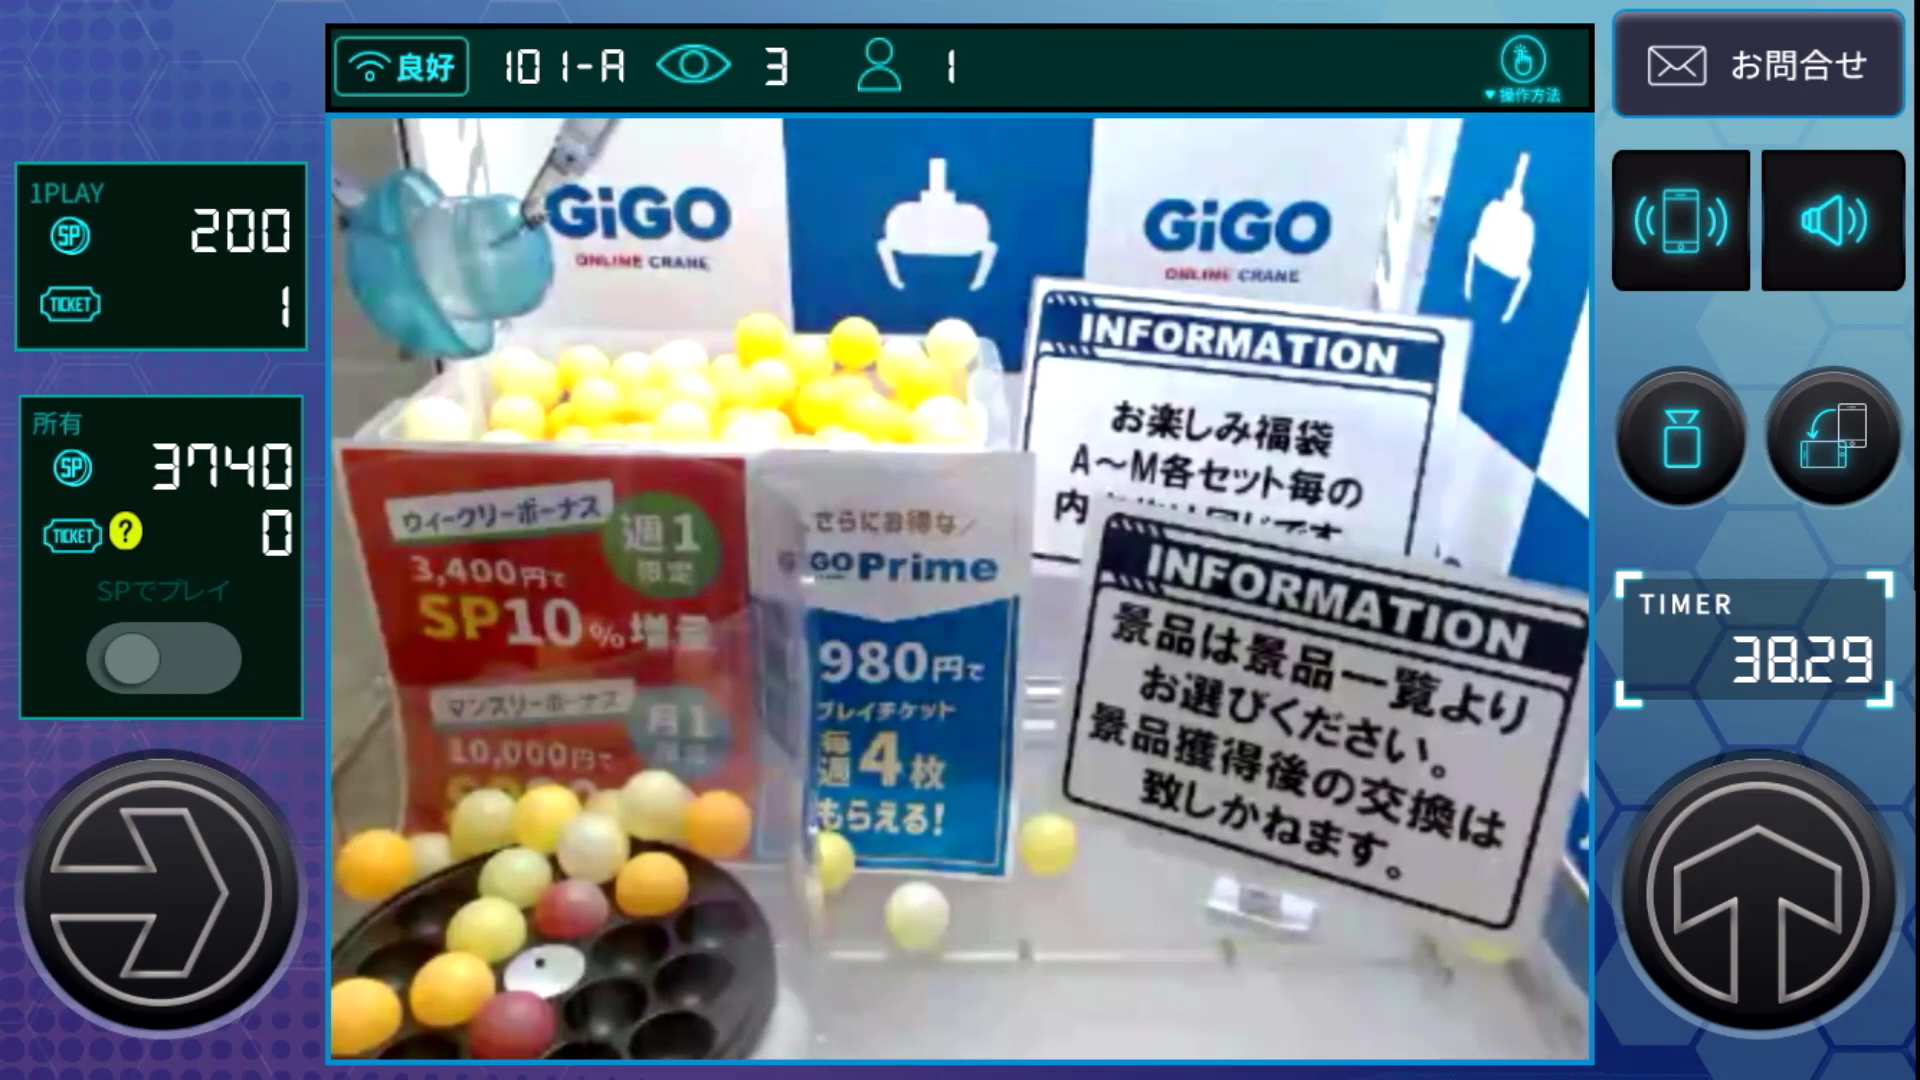 良好 101-A 3 1
操作方法
お問合せ
1PLAY
SP 200
TICKET 1
所有
SP 3740
TICKET ? 0
SPでプレイ
TIMER
38.29
GiGO
ONLINE CRANE
GiGO
ONLINE CRANE
INFORMATION
お楽しみ福袋
A～M各セット毎の
内
INFORMATION
景品は景品一覧より
お選びください。
景品獲得後の交換は
致しかねます。
ウィークリーボーナス
週1
限定
3,400円で
SP10%増量
マンスリーボーナス
月1
10,000円で
さらにお得な
GiGO Prime
980円で
プレイチケット
毎週4枚
もらえる!